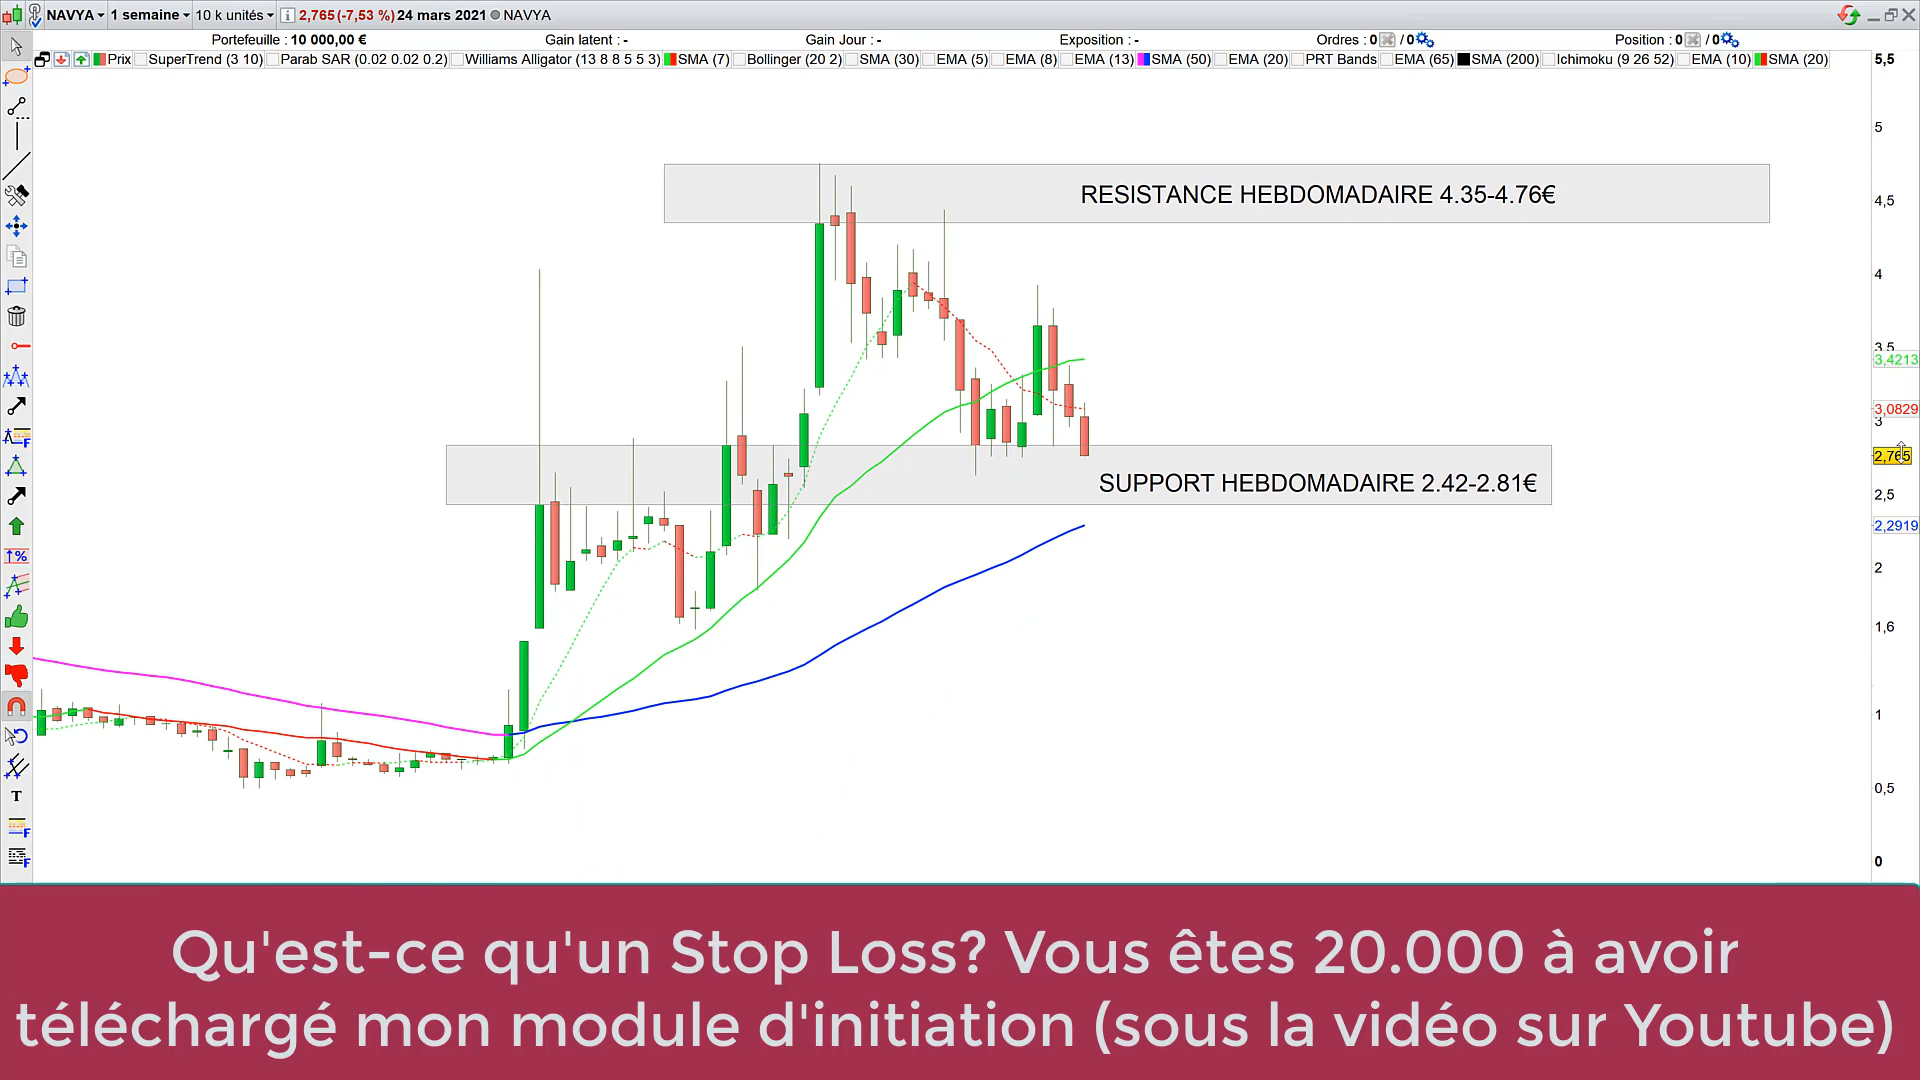 NAVYA 1 semaine 10 k unités 2,765(-7,53 %) 24 mars 2021 NAVYA
Portefeuille : 10 000,00 € Gain latent : - Gain Jour : - Exposition : - Ordres : 0 / 0 Position : 0 / 0
Prix SuperTrend (3 10) Parab SAR (0.02 0.02 0.2) Williams Alligator (13 8 8 5 5 3) SMA (7) Bollinger (20 2) SMA (30) EMA (5) EMA (8) EMA (13) SMA (50) EMA (20) PRT Bands EMA (65) SMA (200) Ichimoku (9 26 52) EMA (10) SMA (20)
5,5
5
RESISTANCE HEBDOMADAIRE 4.35-4.76€
4,5
4
3,5
3,4213
3,0829
3
2,765
SUPPORT HEBDOMADAIRE 2.42-2.81€
2,5
2,2919
2
1,6
1
0,5
0
Qu'est-ce qu'un Stop Loss? Vous êtes 20.000 à avoir
téléchargé mon module d'initiation (sous la vidéo sur Youtube)